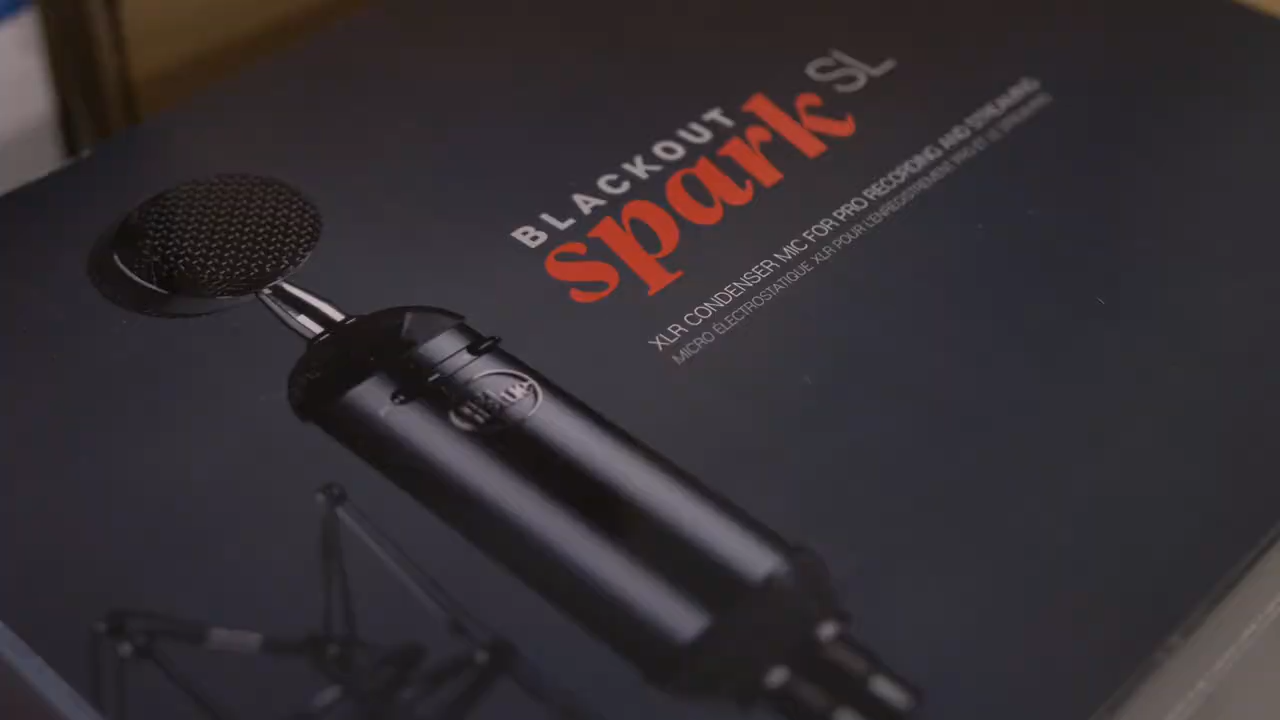 BLACKOUT
spark SL
XLR CONDENSER MIC FOR PRO RECORDING AND STREAMING
MICRO ÉLECTROSTATIQUE XLR POUR L'ENREGISTREMENT PRO ET LE STREAMING
Blue